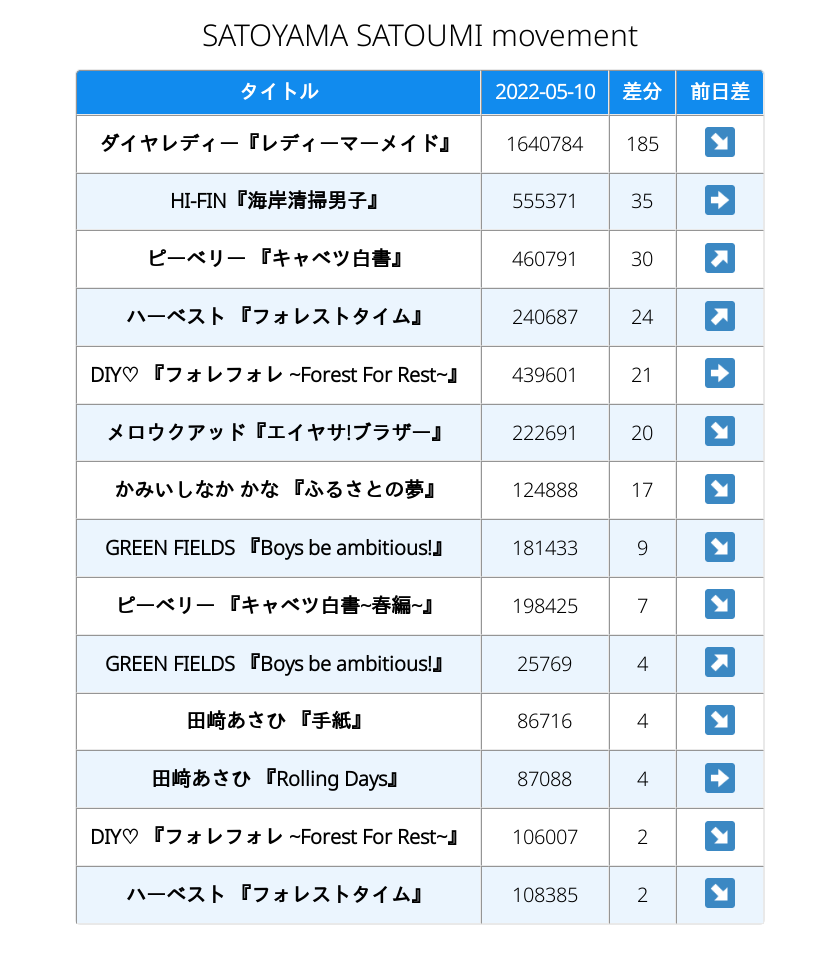 SATOYAMA SATOUMI movement
タイトル 2022-05-10 差分 前日差
ダイヤレディー『レディーマーメイド』 1640784 185 ↘
HI-FIN『海岸清掃男子』 555371 35 ➡
ピーベリー 『キャベツ白書』 460791 30 ↗
ハーベスト 『フォレストタイム』 240687 24 ↗
DIY♡ 『フォレフォレ ~Forest For Rest~』 439601 21 ➡
メロウクアッド『エイヤサ!ブラザー』 222691 20 ↘
かみいしなか かな 『ふるさとの夢』 124888 17 ↘
GREEN FIELDS 『Boys be ambitious!』 181433 9 ↘
ピーベリー 『キャベツ白書~春編~』 198425 7 ↘
GREEN FIELDS 『Boys be ambitious!』 25769 4 ↗
田﨑あさひ 『手紙』 86716 4 ↘
田﨑あさひ 『Rolling Days』 87088 4 ➡
DIY♡ 『フォレフォレ ~Forest For Rest~』 106007 2 ↘
ハーベスト 『フォレストタイム』 108385 2 ↘